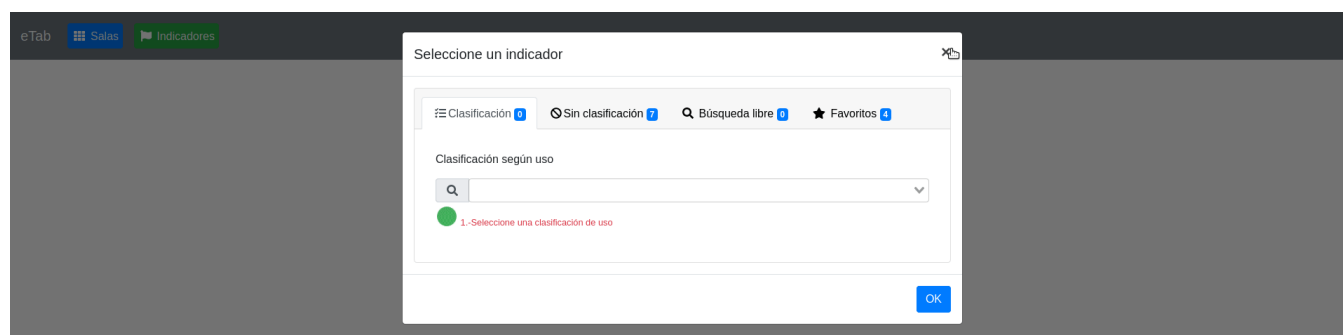 eTab Salas Indicadores
Seleccione un indicador
Clasificación 0 Sin clasificación 7 Búsqueda libre 0 Favoritos 4
Clasificación según uso
1.-Seleccione una clasificación de uso
OK